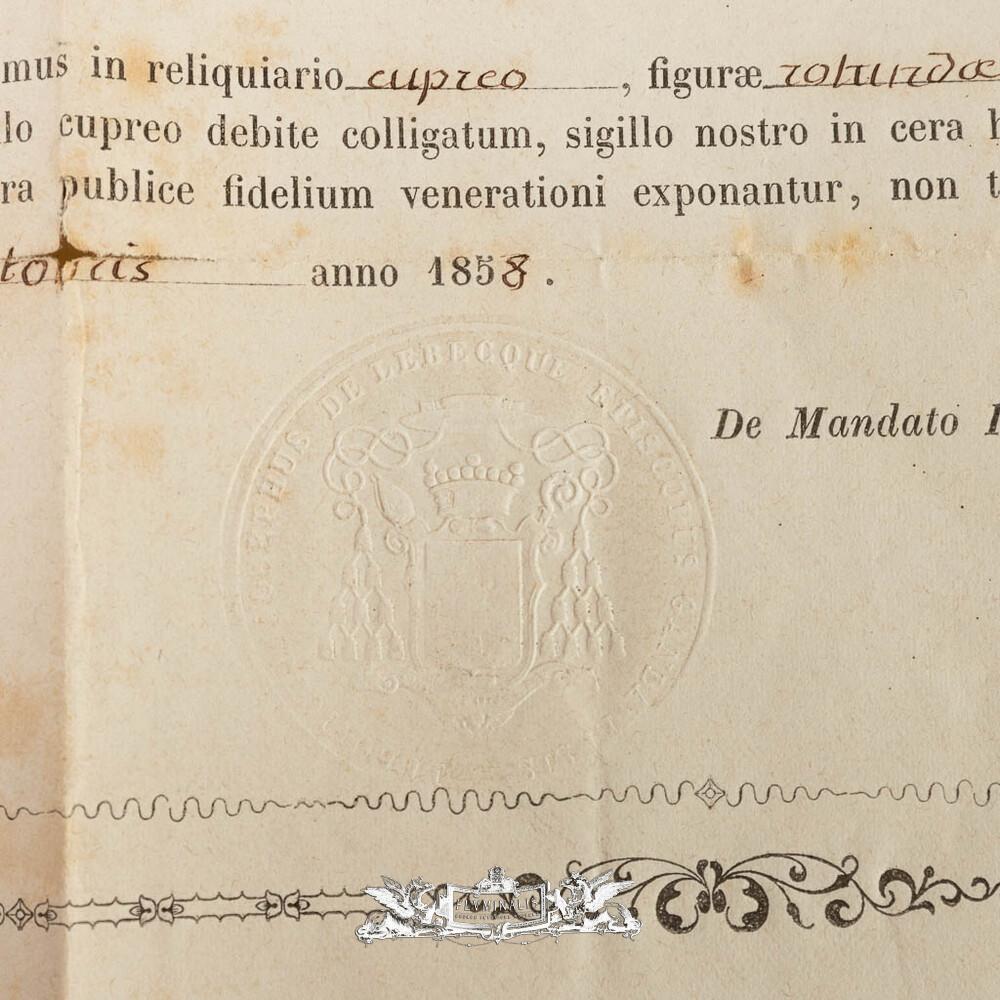 mus in reliquiario cupreo, figuræ rotundæ
lo cupreo debite colligatum, sigillo nostro in cera
ra publice fidelium venerationi exponantur, non
anno 1858.
DE LEBECQUE EPISCOPUS
De Mandato
FLUMINALIS